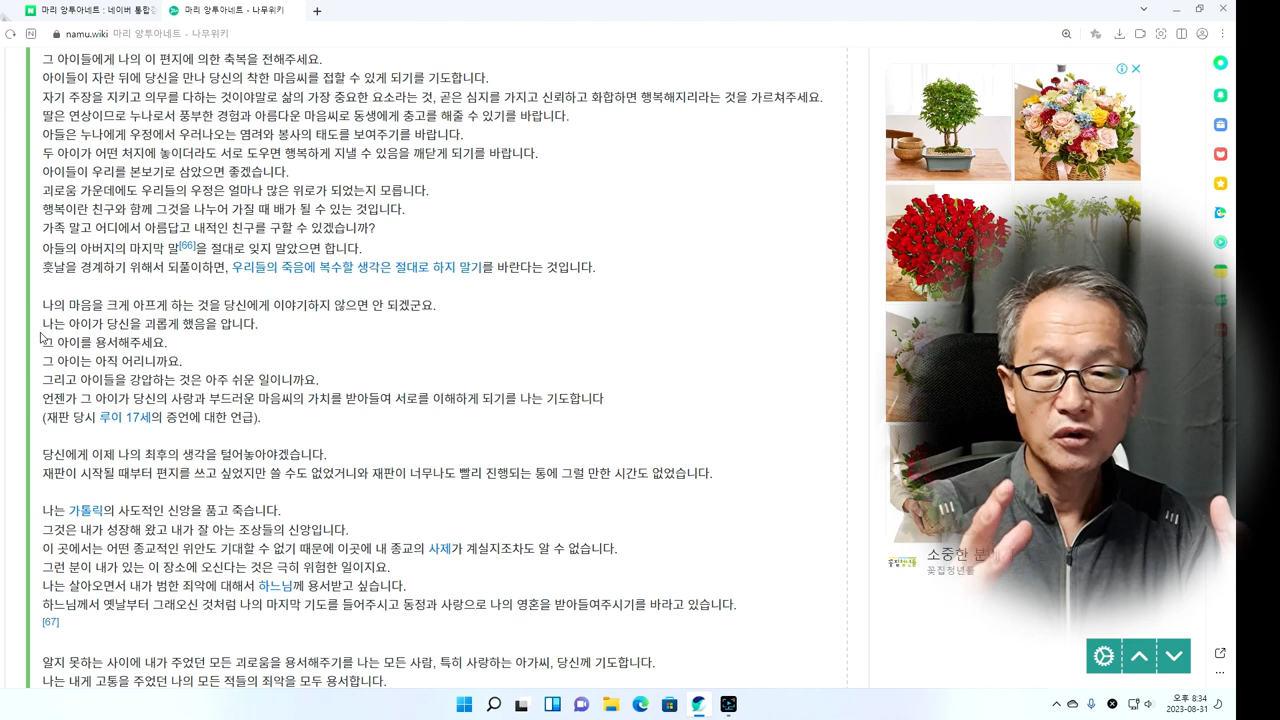 마리 앙투아네트 : 네이버 통합검
마리 앙투아네트 - 나무위키
namu.wiki 마리 앙투아네트 - 나무위키
그 아이들에게 나의 이 편지에 의한 축복을 전해주세요.
아이들이 자란 뒤에 당신을 만나 당신의 착한 마음씨를 접할 수 있게 되기를 기도합니다.
자기 주장을 지키고 의무를 다하는 것이야말로 삶의 가장 중요한 요소라는 것, 곧은 심지를 가지고 신뢰하고 화합하면 행복해지리라는 것을 가르쳐주세요.
딸은 연상이므로 누나로서 풍부한 경험과 아름다운 마음씨로 동생에게 충고를 해줄 수 있기를 바랍니다.
아들은 누나에게 우정에서 우러나오는 염려와 봉사의 태도를 보여주기를 바랍니다.
두 아이가 어떤 처지에 놓이더라도 서로 도우면 행복하게 지낼 수 있음을 깨닫게 되기를 바랍니다.
아이들이 우리를 본보기로 삼았으면 좋겠습니다.
괴로움 가운데에도 우리들의 우정은 얼마나 많은 위로가 되었는지 모릅니다.
행복이란 친구와 함께 그것을 나누어 가질 때 배가 될 수 있는 것입니다.
가족 말고 어디에서 아름답고 내적인 친구를 구할 수 있겠습니까?
아들의 아버지의 마지막 말[66]을 절대로 잊지 말았으면 합니다.
훗날을 경계하기 위해서 되풀이하면, 우리들의 죽음에 복수할 생각은 절대로 하지 말기를 바란다는 것입니다.
나의 마음을 크게 아프게 하는 것을 당신에게 이야기하지 않으면 안 되겠군요.
나는 아이가 당신을 괴롭게 했음을 압니다.
그 아이를 용서해주세요.
그 아이는 아직 어리니까요.
그리고 아이들을 강압하는 것은 아주 쉬운 일이니까요.
언젠가 그 아이가 당신의 사랑과 부드러운 마음씨의 가치를 받아들여 서로를 이해하게 되기를 나는 기도합니다
(재판 당시 루이 17세의 증언에 대한 언급).
당신에게 이제 나의 최후의 생각을 털어놓아야겠습니다.
재판이 시작될 때부터 편지를 쓰고 싶었지만 쓸 수도 없었거니와 재판이 너무나도 빨리 진행되는 통에 그럴 만한 시간도 없었습니다.
나는 가톨릭의 사도적인 신앙을 품고 죽습니다.
그것은 내가 성장해 왔고 내가 잘 아는 조상들의 신앙입니다.
이 곳에서는 어떤 종교적인 위안도 기대할 수 없기 때문에 이곳에 내 종교의 사제가 계실지조차도 알 수 없습니다.
그런 분이 내가 있는 이 장소에 오신다는 것은 극히 위험한 일이지요.
나는 살아오면서 내가 범한 죄악에 대해서 하느님께 용서받고 싶습니다.
하느님께서 옛날부터 그래오신 것처럼 나의 마지막 기도를 들어주시고 동정과 사랑으로 나의 영혼을 받아들여주시기를 바라고 있습니다.
[67]
알지 못하는 사이에 내가 주었던 모든 괴로움을 용서해주기를 나는 모든 사람, 특히 사랑하는 아가씨, 당신께 기도합니다.
나는 내게 고통을 주었던 나의 모든 적들의 죄악을 모두 용서합니다.
소중한
꽃집청년들
꽃집청년들
오후 8:34
2023-08-31